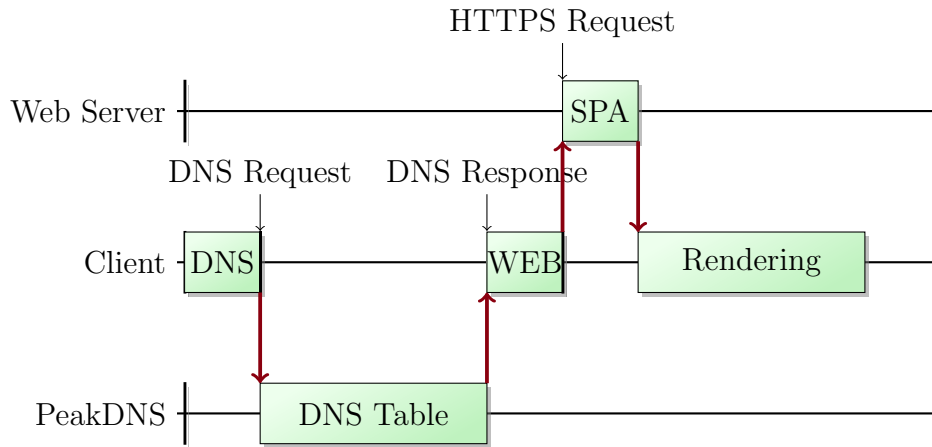 HTTPS Request
Web Server
SPA
DNS Request
DNS Response
Client
DNS
WEB
Rendering
PeakDNS
DNS Table